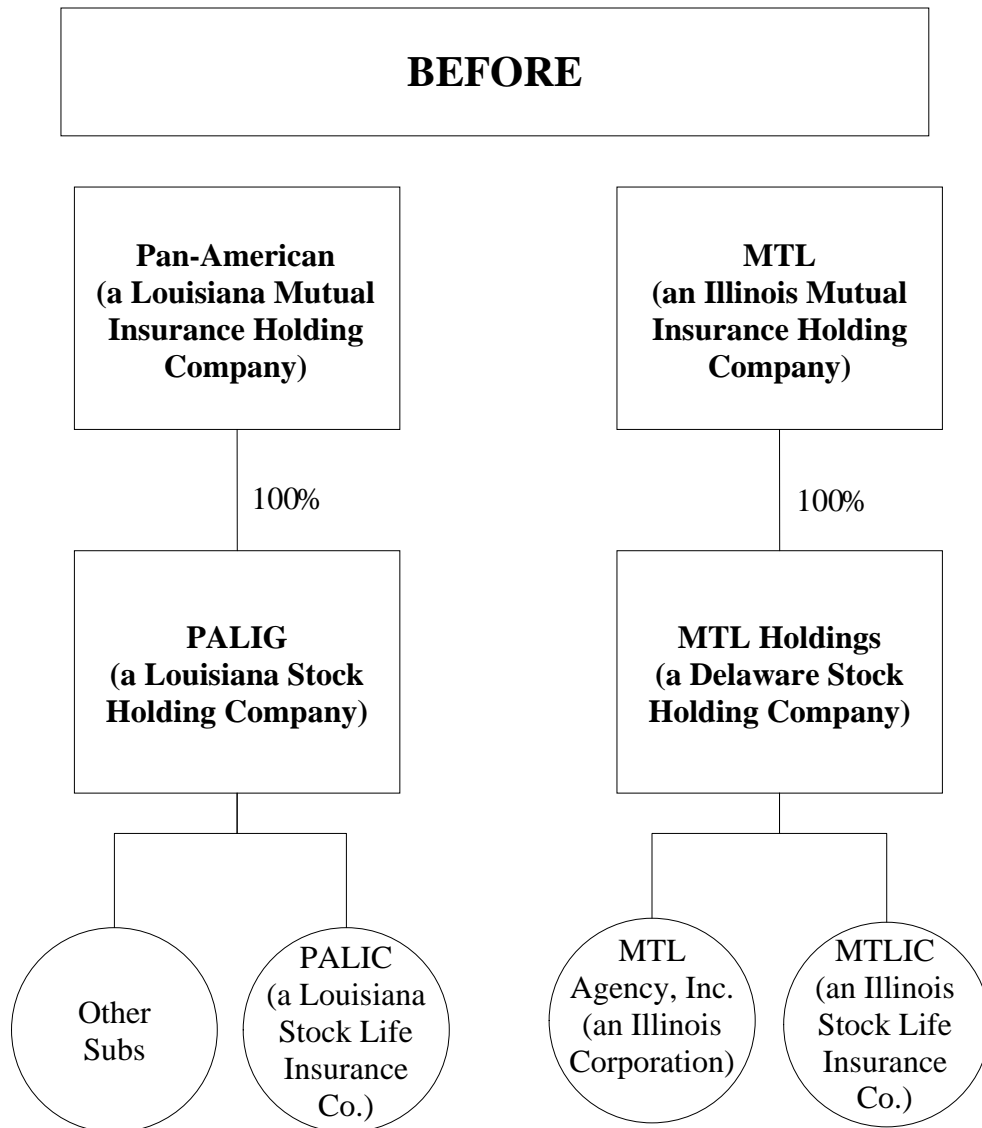 BEFORE
Pan-American
(a Louisiana Mutual
Insurance Holding
Company)
MTL
(an Illinois Mutual
Insurance Holding
Company)
100%
100%
PALIG
(a Louisiana Stock
Holding Company)
MTL Holdings
(a Delaware Stock
Holding Company)
Other
Subs
PALIC
(a Louisiana
Stock Life
Insurance
Co.)
MTL
Agency, Inc.
(an Illinois
Corporation)
MTLIC
(an Illinois
Stock Life
Insurance
Co.)